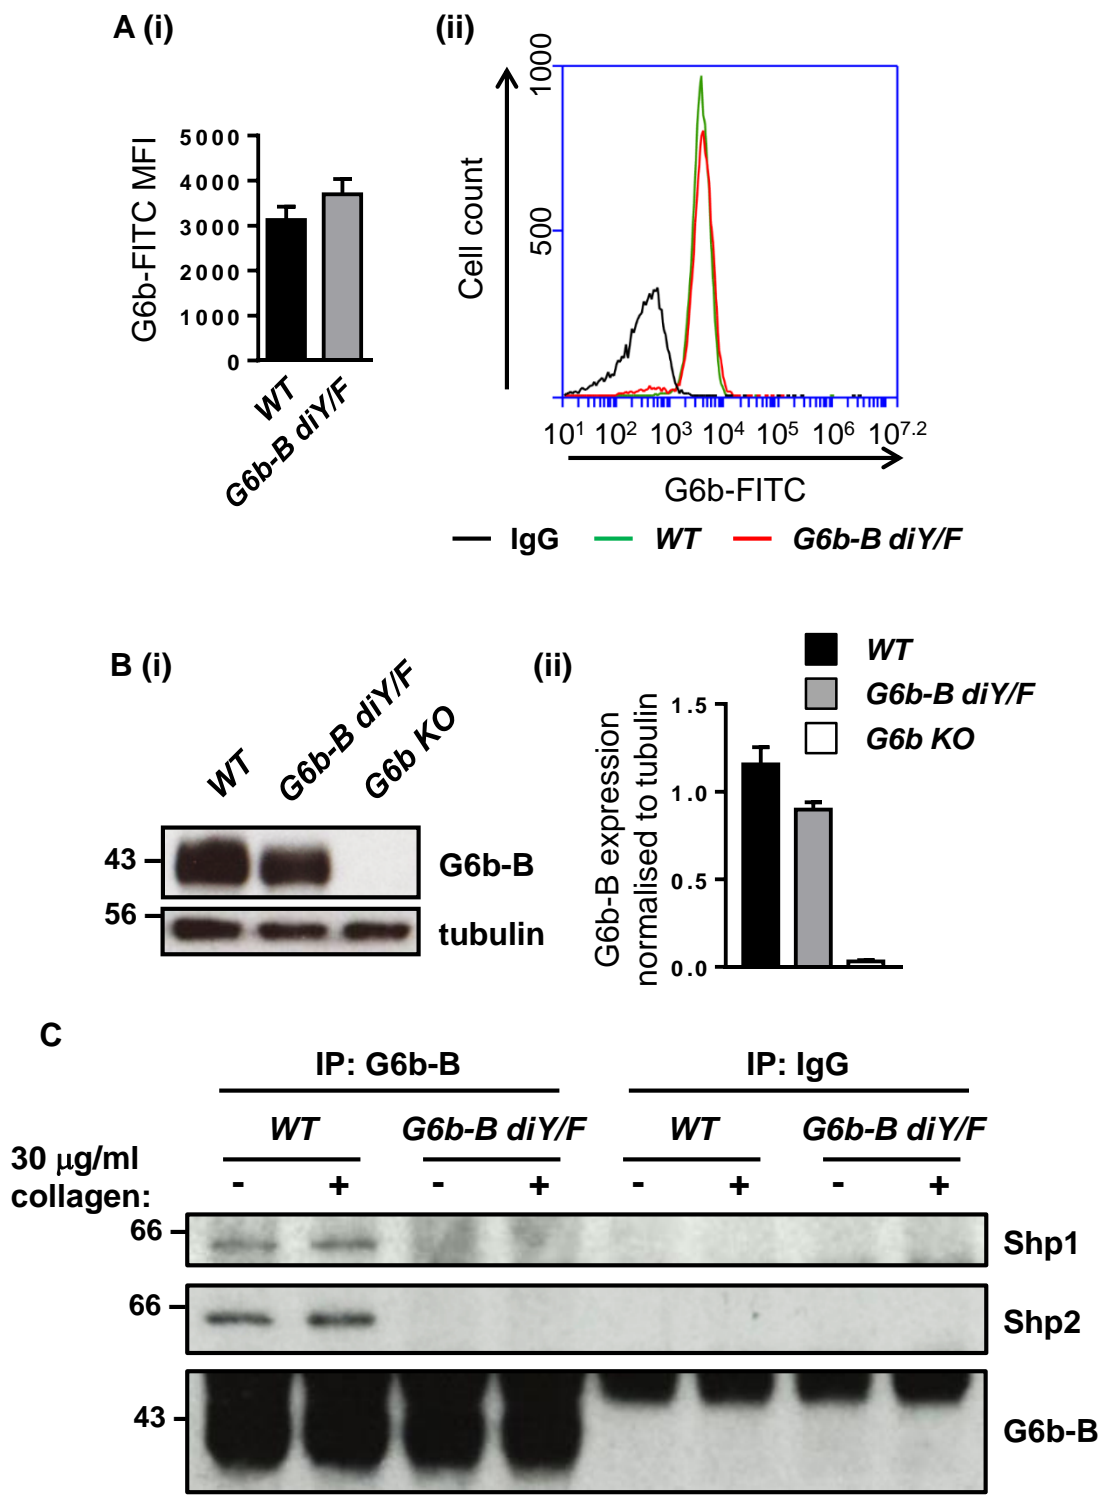 A (i)
(ii)
G6b-FITC MFI
5000
4000
3000
2000
1000
0
WT
G6b-B diY/F
Cell count
1000
500
10¹ 10² 10³ 10⁴ 10⁵ 10⁶ 10⁷·²
G6b-FITC
IgG WT G6b-B diY/F
B (i)
WT
G6b-B diY/F
G6b KO
43
G6b-B
56
tubulin
(ii)
WT
G6b-B diY/F
G6b KO
G6b-B expression
normalised to tubulin
1.5
1.0
0.5
0.0
C
IP: G6b-B IP: IgG
WT G6b-B diY/F WT G6b-B diY/F
30 µg/ml
collagen: - + - + - + - +
66
Shp1
66
Shp2
43
G6b-B